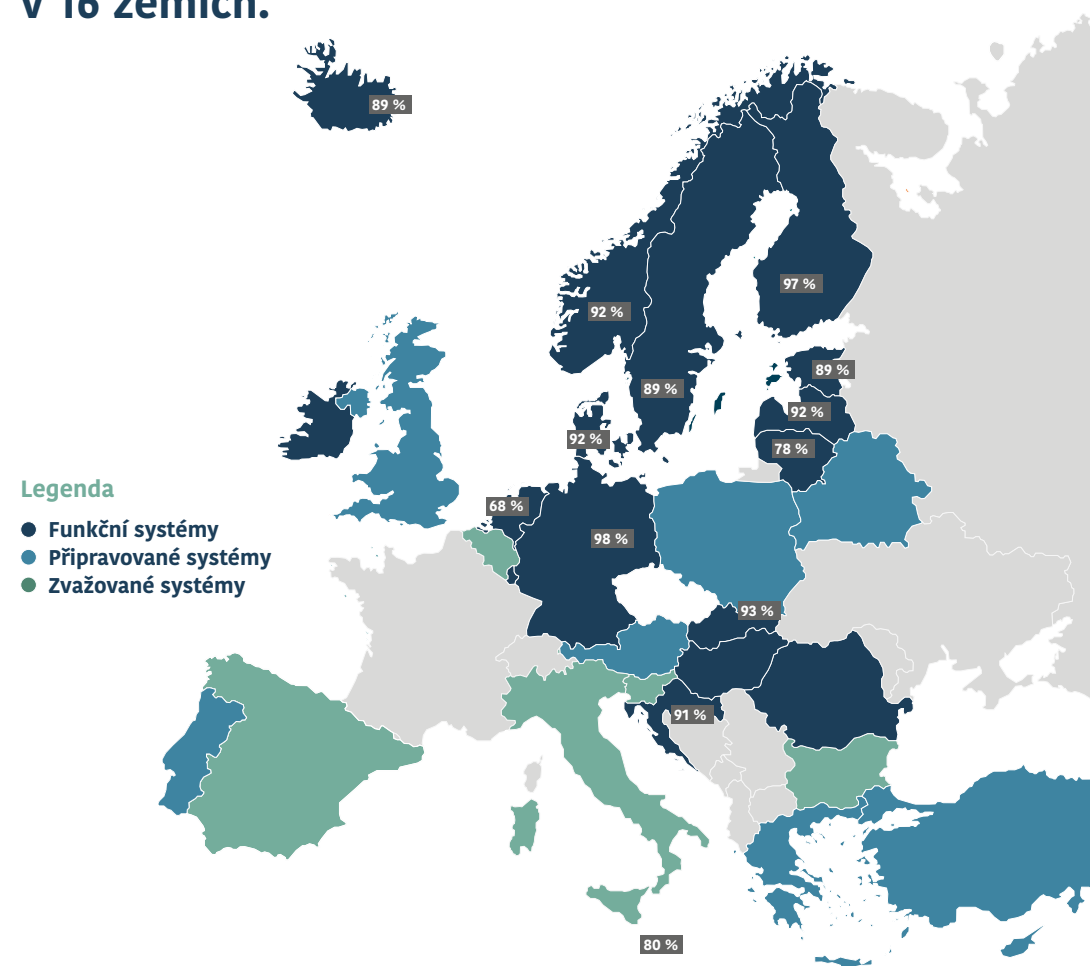 v 16 zemích.
89 %
97 %
92 %
89 %
89 %
92 %
92 %
78 %
Legenda
68 %
Funkční systémy
98 %
Připravované systémy
Zvažované systémy
93 %
91 %
80 %